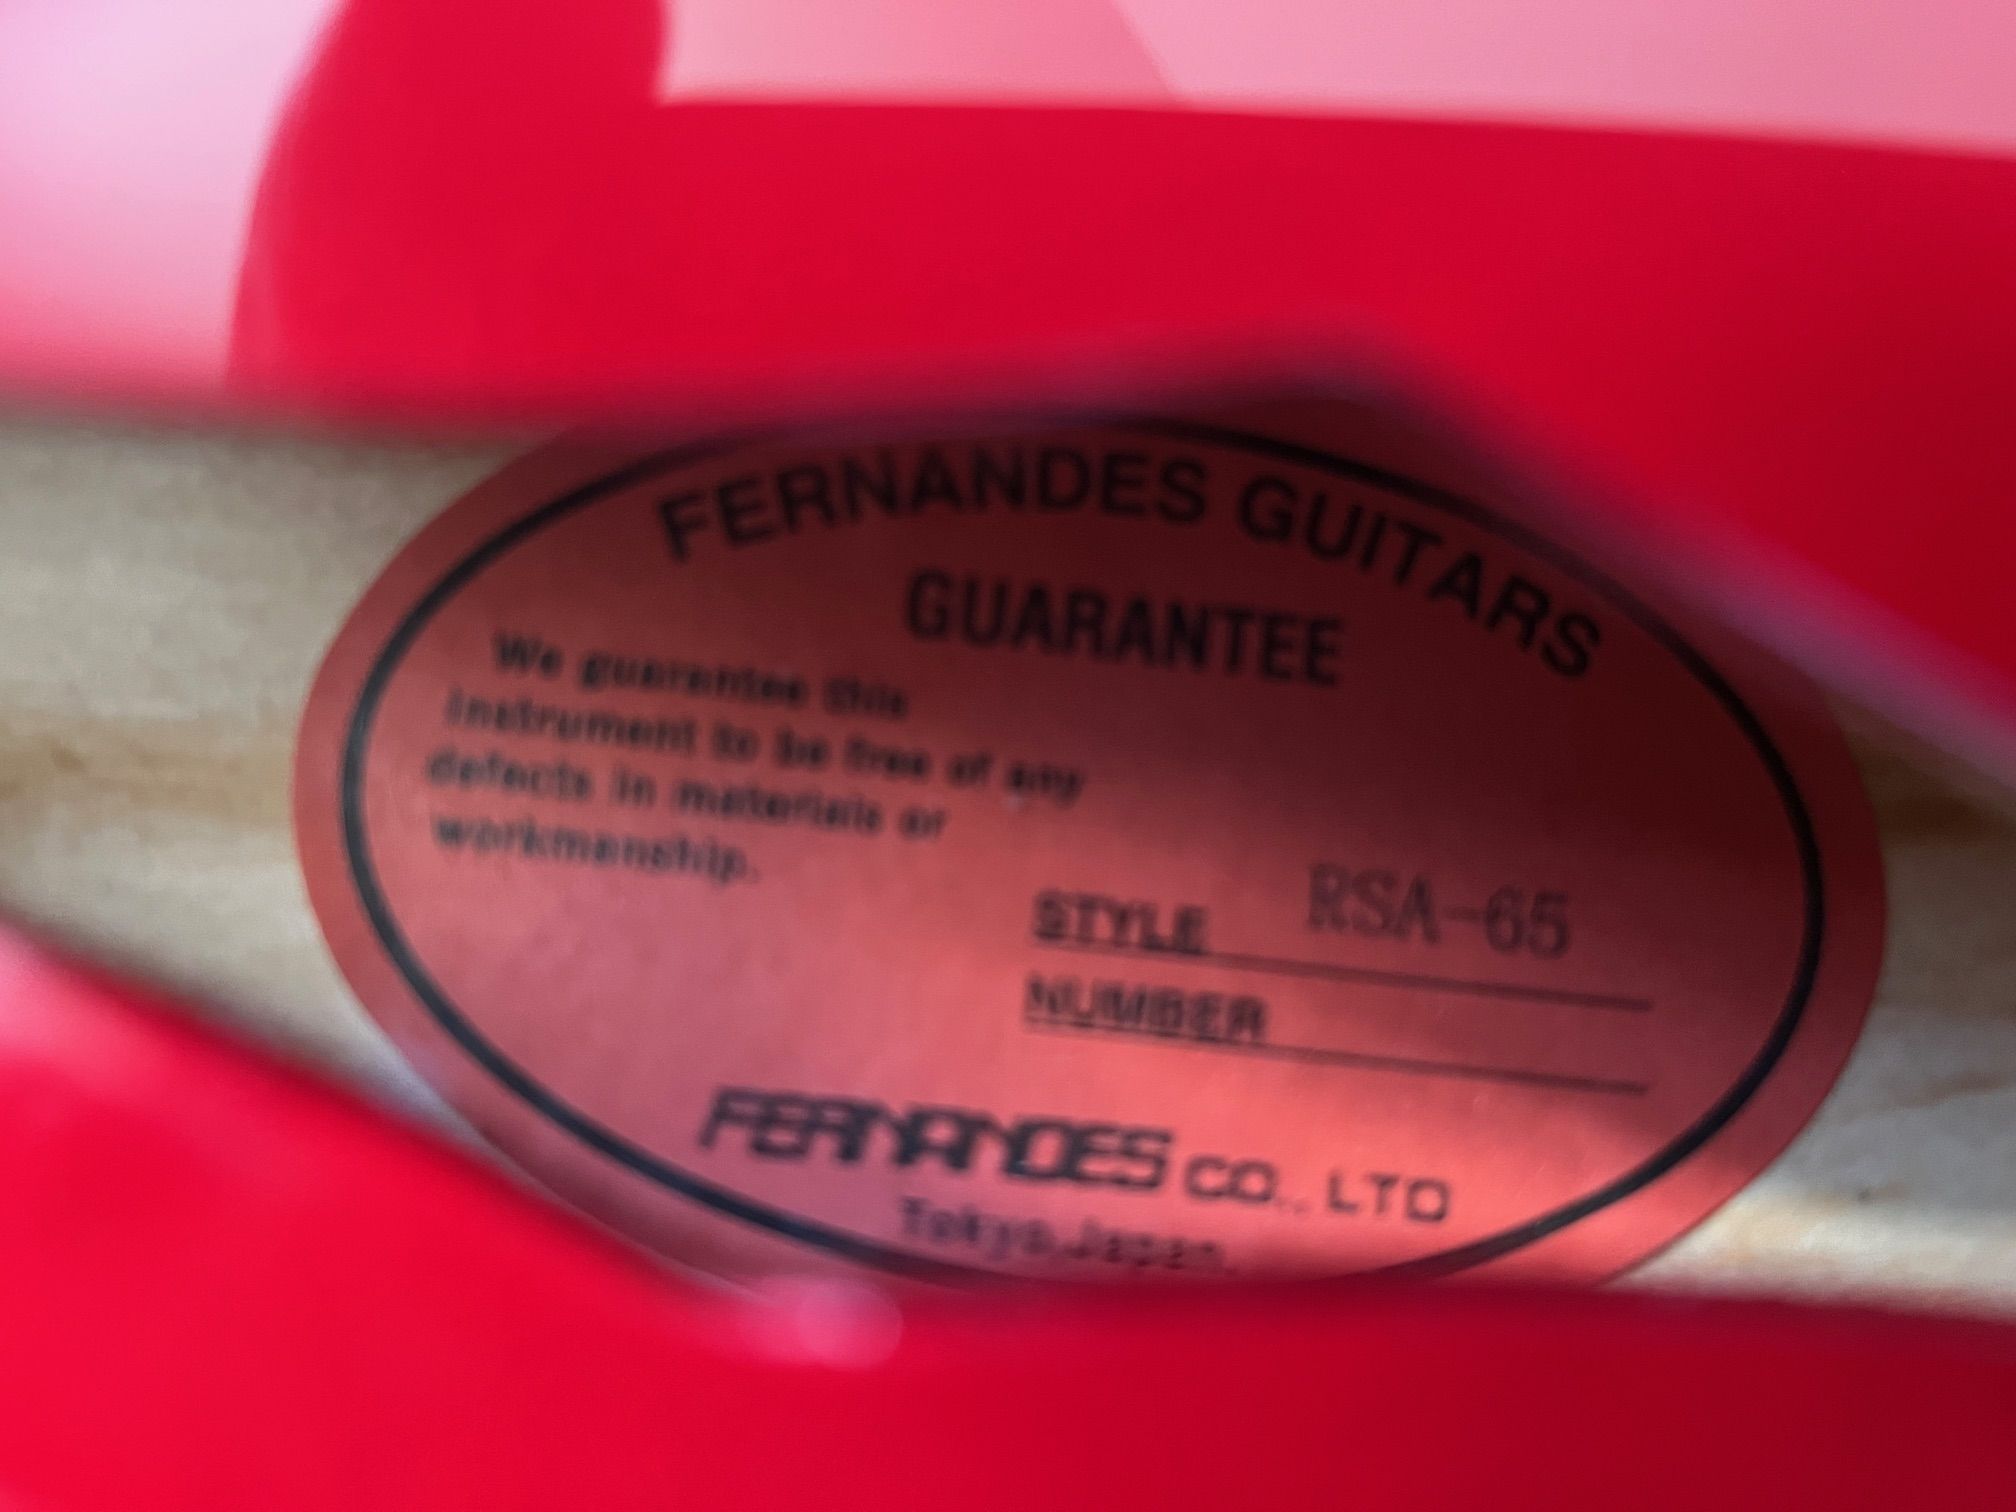 FERNANDES GUITARS
GUARANTEE
We guarantee this
instrument to be free of any
defects in materials or
workmanship.
STYLE RSA-65
NUMBER
FERNANDES CO., LTD
Tokyo,Japan.